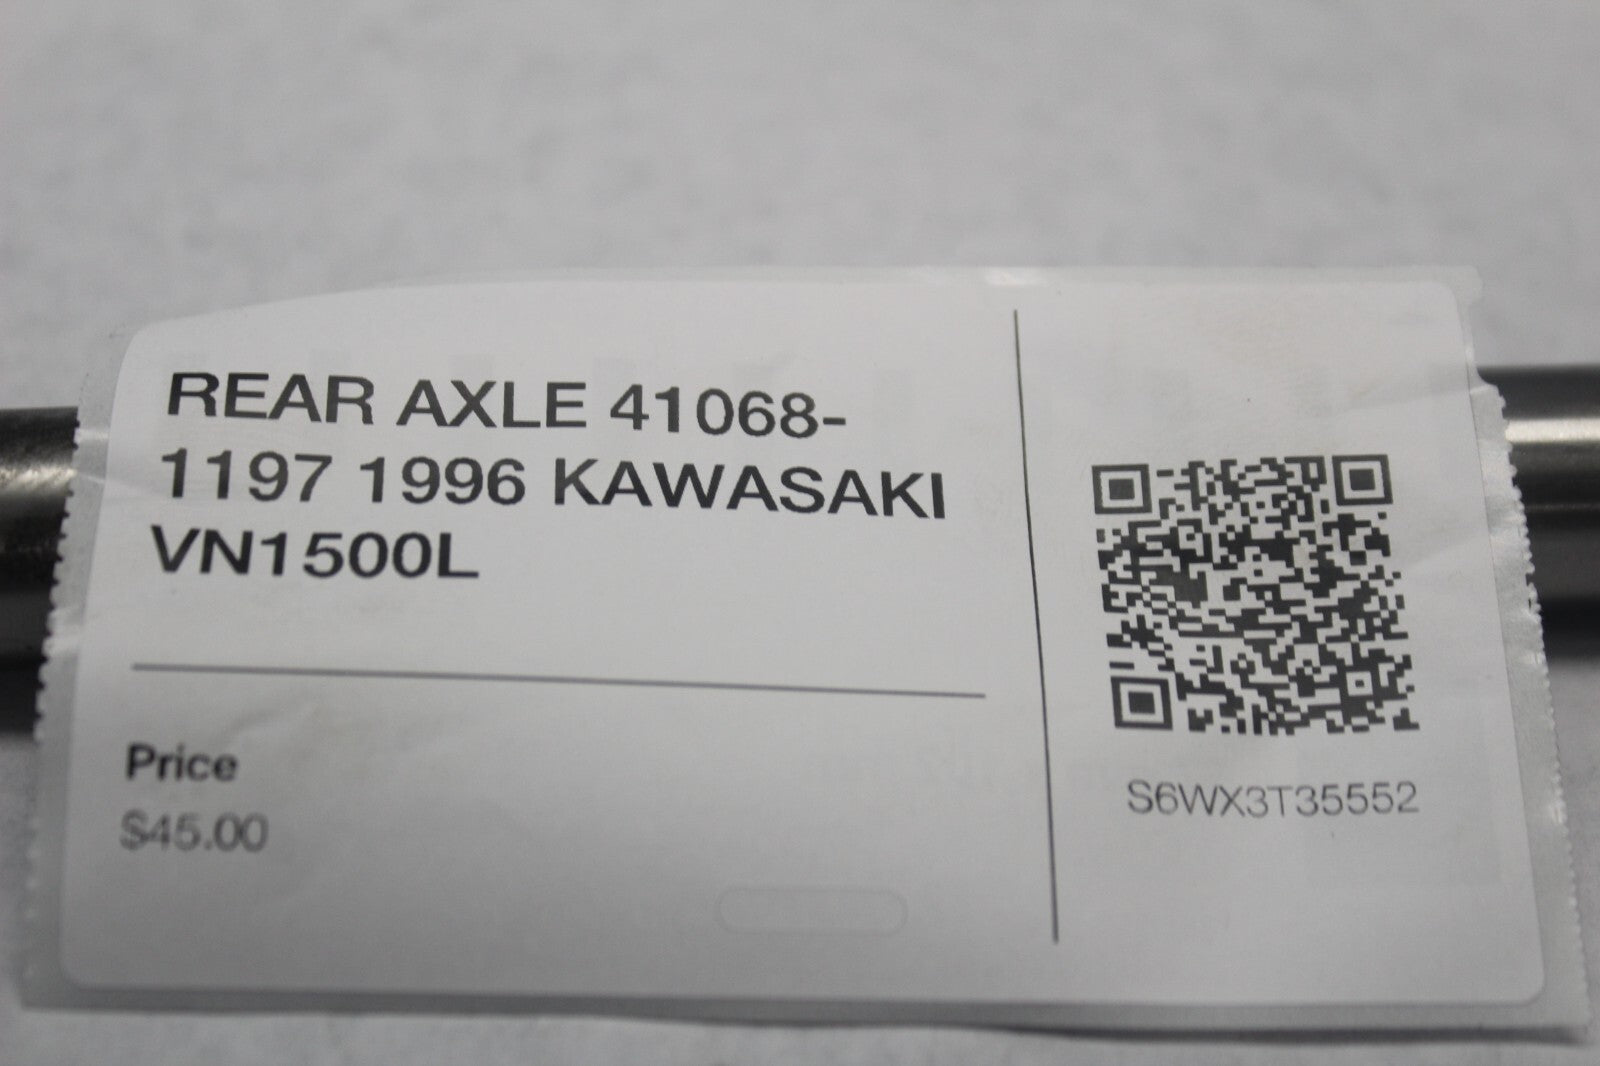 REAR AXLE 41068-
1197 1996 KAWASAKI
VN1500L
Price
$45.00
S6WX3T35552